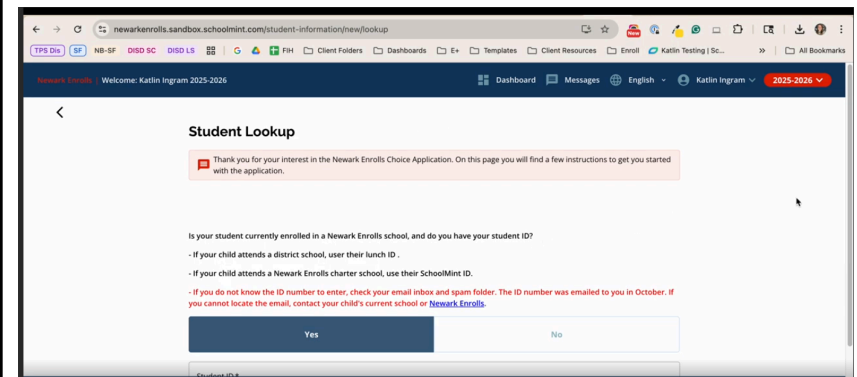 newarkenrolls.sandbox.schoolmint.com/student-information/new/lookup
New
TPS Dis SF NB-SF DISD SC DISD LS G FIH Client Folders Dashboards E+ Templates Client Resources Enroll Katlin Testing | Sc... » All Bookmarks
Newark Enrolls | Welcome: Katlin Ingram 2025-2026 Dashboard Messages English Katlin Ingram 2025-2026
Student Lookup
Thank you for your interest in the Newark Enrolls Choice Application. On this page you will find a few instructions to get you started
with the application.
Is your student currently enrolled in a Newark Enrolls school, and do you have your student ID?
- If your child attends a district school, user their lunch ID .
- If your child attends a Newark Enrolls charter school, use their SchoolMint ID.
- If you do not know the ID number to enter, check your email inbox and spam folder. The ID number was emailed to you in October. If
you cannot locate the email, contact your child's current school or Newark Enrolls.
Yes No
Student ID *